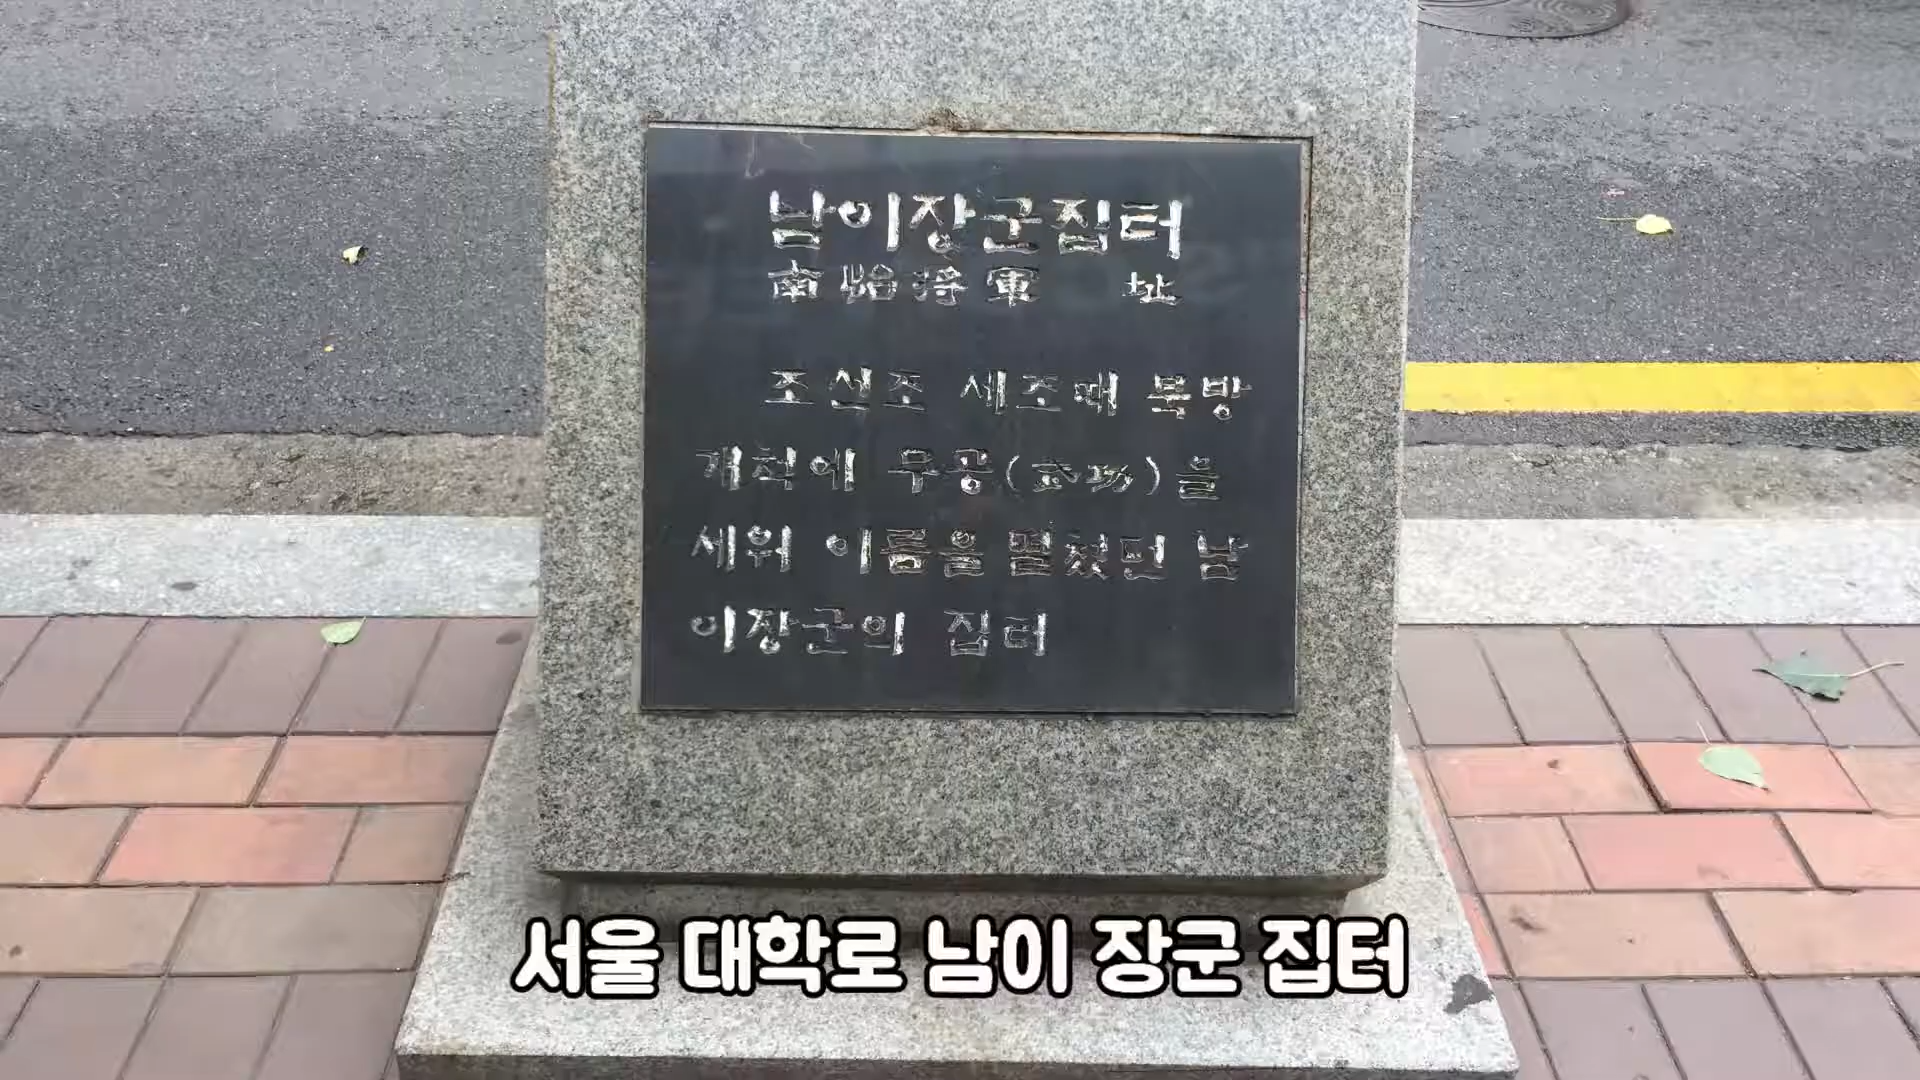 남이장군집터
南怡將軍 址
조선조 세조때 북방
개척에 무공(武功)을
세워 이름을 떨쳤던 남
이장군의 집터
서울 대학로 남이 장군 집터